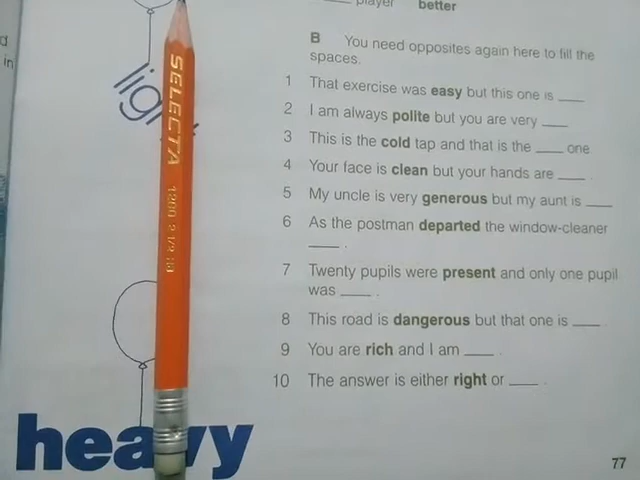 player
better
d
in
B You need opposites again here to fill the
spaces.
1 That exercise was easy but this one is ____
2 I am always polite but you are very ____
3 This is the cold tap and that is the ____ one
4 Your face is clean but your hands are ____ .
5 My uncle is very generous but my aunt is ____
6 As the postman departed the window-cleaner
____ .
7 Twenty pupils were present and only one pupil
was ____ .
8 This road is dangerous but that one is ____
9 You are rich and I am ____ .
10 The answer is either right or ____ .
light
SELECTA
heavy
77